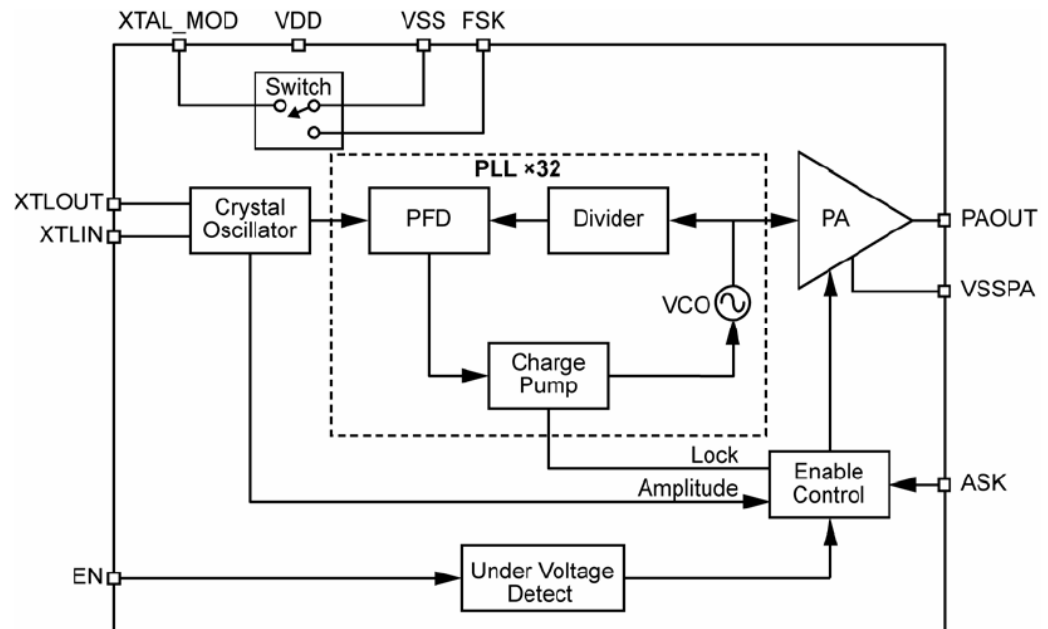 XTAL_MOD VDD VSS FSK
Switch
PLL ×32
XTLOUT
XTLIN
Crystal
Oscillator
PFD
Divider
PA
PAOUT
VSSPA
VCO
Charge
Pump
Lock
Amplitude
Enable
Control
ASK
EN
Under Voltage
Detect